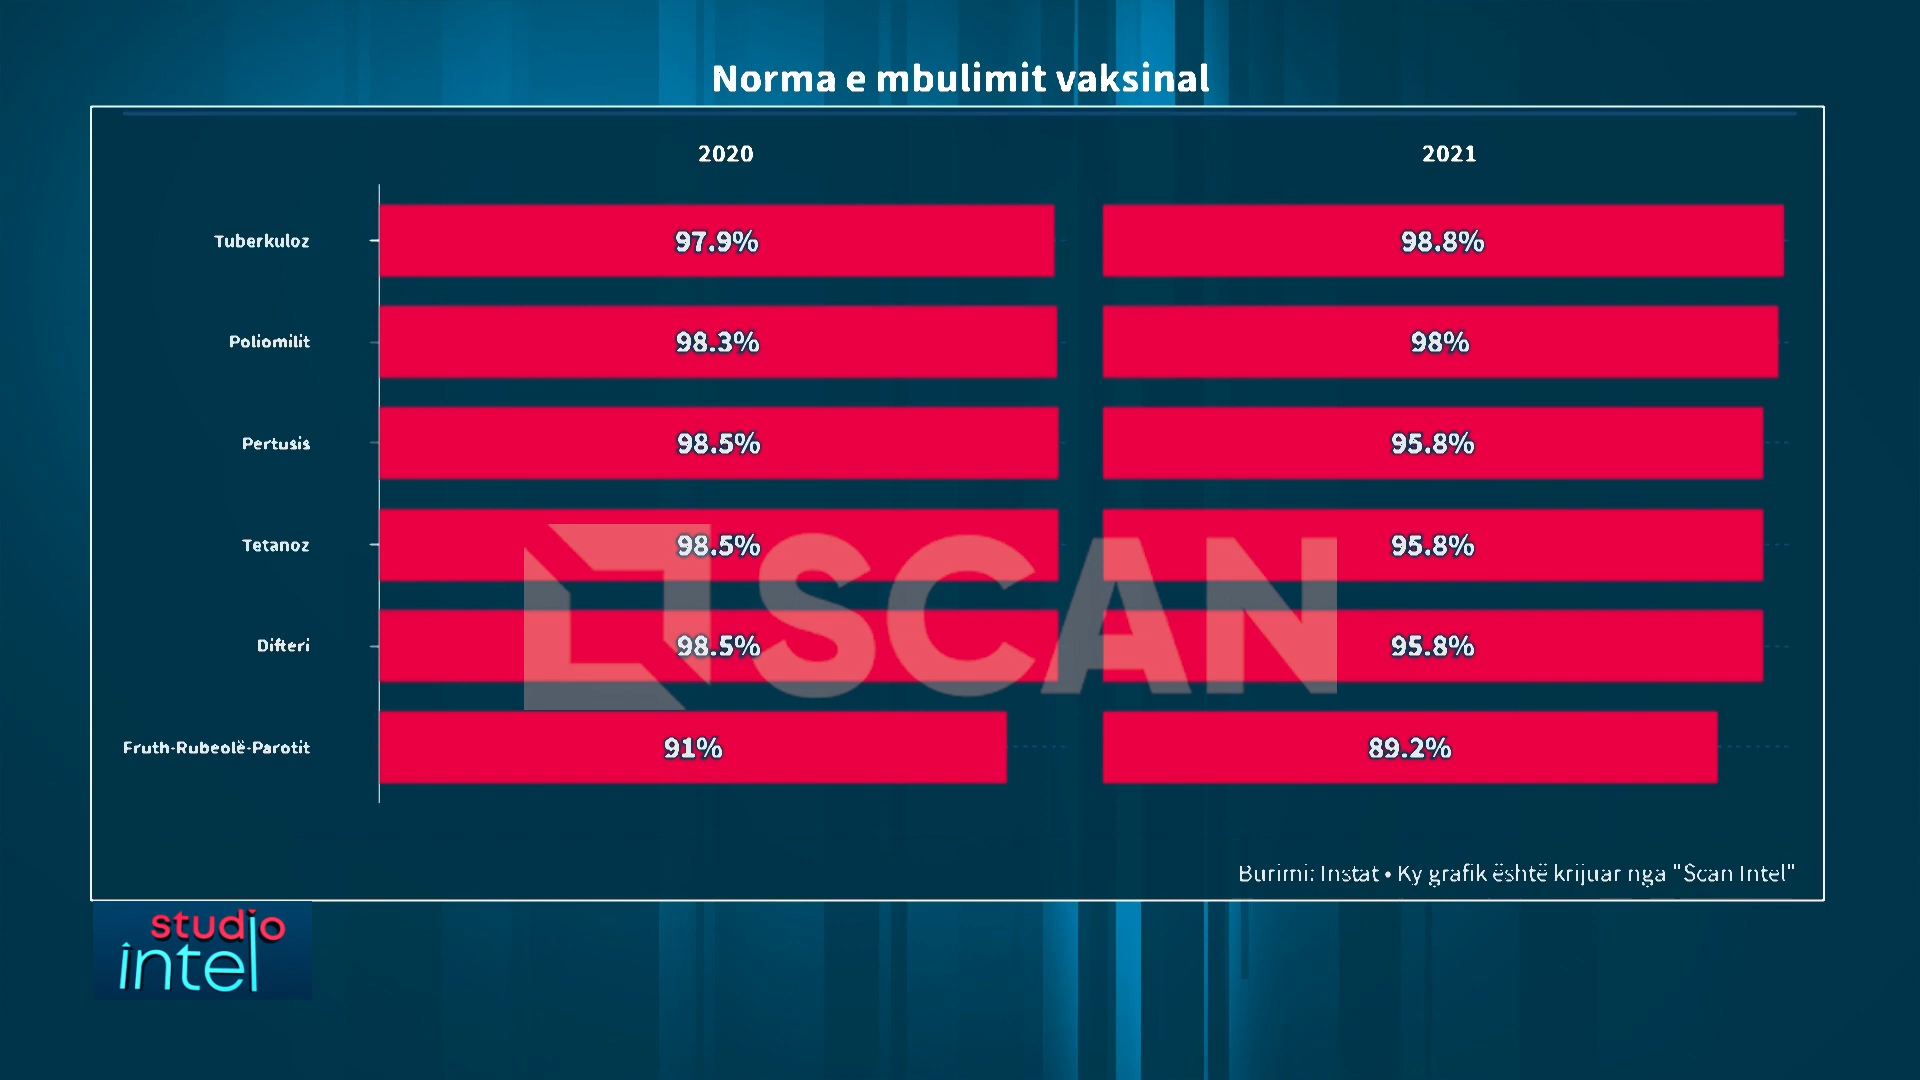 Norma e mbulimit vaksinal
2020 2021
Tuberkuloz 97.9% 98.8%
Poliomilit 98.3% 98%
Pertusis 98.5% 95.8%
Tetanoz 98.5% 95.8%
SCAN
Difteri 98.5% 95.8%
Fruth-Rubeolë-Parotit 91% 89.2%
Burimi: Instat • Ky grafik është krijuar nga "Scan Intel"
studio
intel